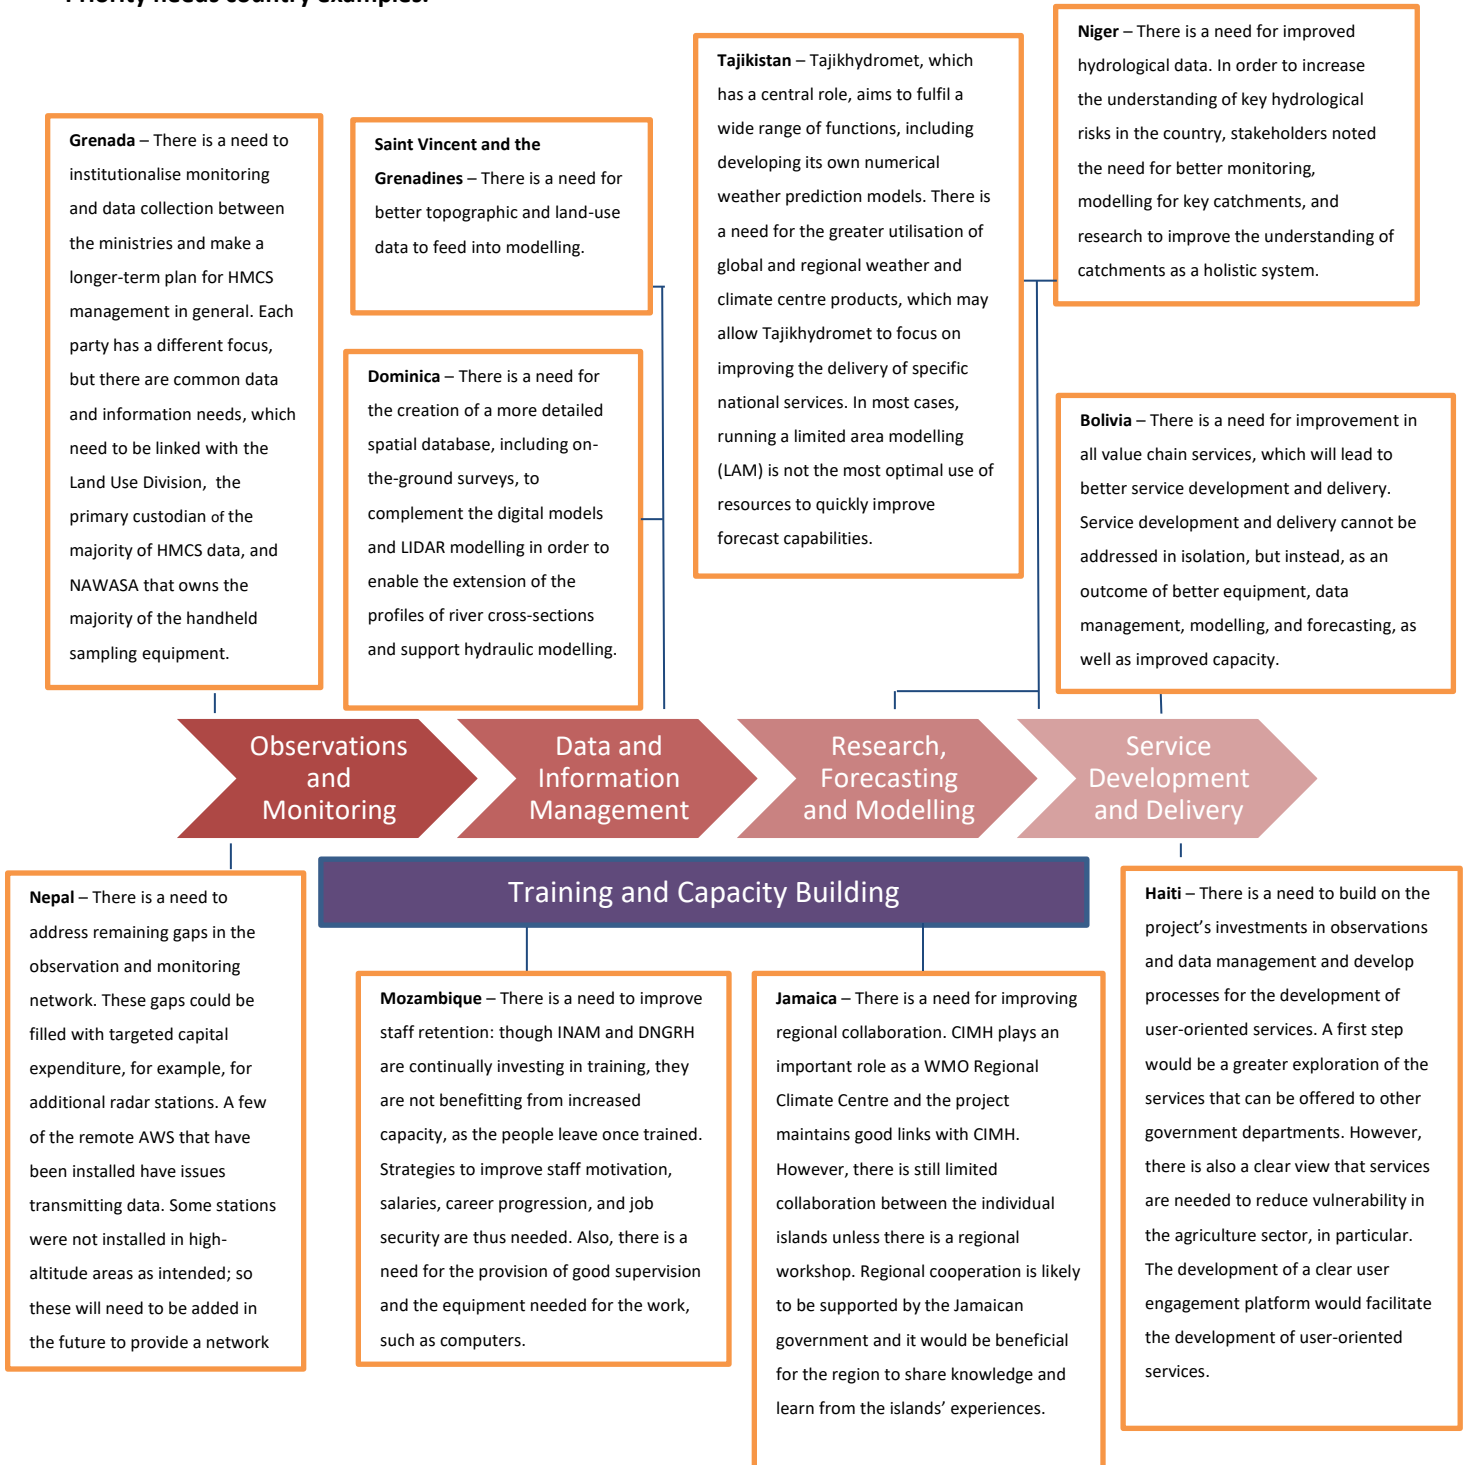 Priority needs country examples:
Grenada – There is a need to
institutionalise monitoring
and data collection between
the ministries and make a
longer-term plan for HMCS
management in general. Each
party has a different focus,
but there are common data
and information needs, which
need to be linked with the
Land Use Division,  the
primary custodian of the
majority of HMCS data, and
NAWASA that owns the
majority of the handheld
sampling equipment.
Saint Vincent and the
Grenadines – There is a need for
better topographic and land-use
data to feed into modelling.
Dominica – There is a need for
the creation of a more detailed
spatial database, including on-
the-ground surveys, to
complement the digital models
and LIDAR modelling in order to
enable the extension of the
profiles of river cross-sections
and support hydraulic modelling.
Tajikistan – Tajikhydromet, which
has a central role, aims to fulfil a
wide range of functions, including
developing its own numerical
weather prediction models. There is
a need for the greater utilisation of
global and regional weather and
climate centre products, which may
allow Tajikhydromet to focus on
improving the delivery of specific
national services. In most cases,
running a limited area modelling
(LAM) is not the most optimal use of
resources to quickly improve
forecast capabilities.
Niger – There is a need for improved
hydrological data. In order to increase
the understanding of key hydrological
risks in the country, stakeholders noted
the need for better monitoring,
modelling for key catchments, and
research to improve the understanding of
catchments as a holistic system.
Bolivia – There is a need for improvement in
all value chain services, which will lead to
better service development and delivery.
Service development and delivery cannot be
addressed in isolation, but instead, as an
outcome of better equipment, data
management, modelling, and forecasting, as
well as improved capacity.
Observations
and
Monitoring
Data and
Information
Management
Research,
Forecasting
and Modelling
Service
Development
and Delivery
Training and Capacity Building
Nepal – There is a need to
address remaining gaps in the
observation and monitoring
network. These gaps could be
filled with targeted capital
expenditure, for example, for
additional radar stations. A few
of the remote AWS that have
been installed have issues
transmitting data. Some stations
were not installed in high-
altitude areas as intended; so
these will need to be added in
the future to provide a network
Mozambique – There is a need to improve
staff retention: though INAM and DNGRH
are continually investing in training, they
are not benefitting from increased
capacity, as the people leave once trained.
Strategies to improve staff motivation,
salaries, career progression, and job
security are thus needed. Also, there is a
need for the provision of good supervision
and the equipment needed for the work,
such as computers.
Jamaica – There is a need for improving
regional collaboration. CIMH plays an
important role as a WMO Regional
Climate Centre and the project
maintains good links with CIMH.
However, there is still limited
collaboration between the individual
islands unless there is a regional
workshop. Regional cooperation is likely
to be supported by the Jamaican
government and it would be beneficial
for the region to share knowledge and
learn from the islands’ experiences.
Haiti – There is a need to build on the
project’s investments in observations
and data management and develop
processes for the development of
user-oriented services. A first step
would be a greater exploration of the
services that can be offered to other
government departments. However,
there is also a clear view that services
are needed to reduce vulnerability in
the agriculture sector, in particular.
The development of a clear user
engagement platform would facilitate
the development of user-oriented
services.